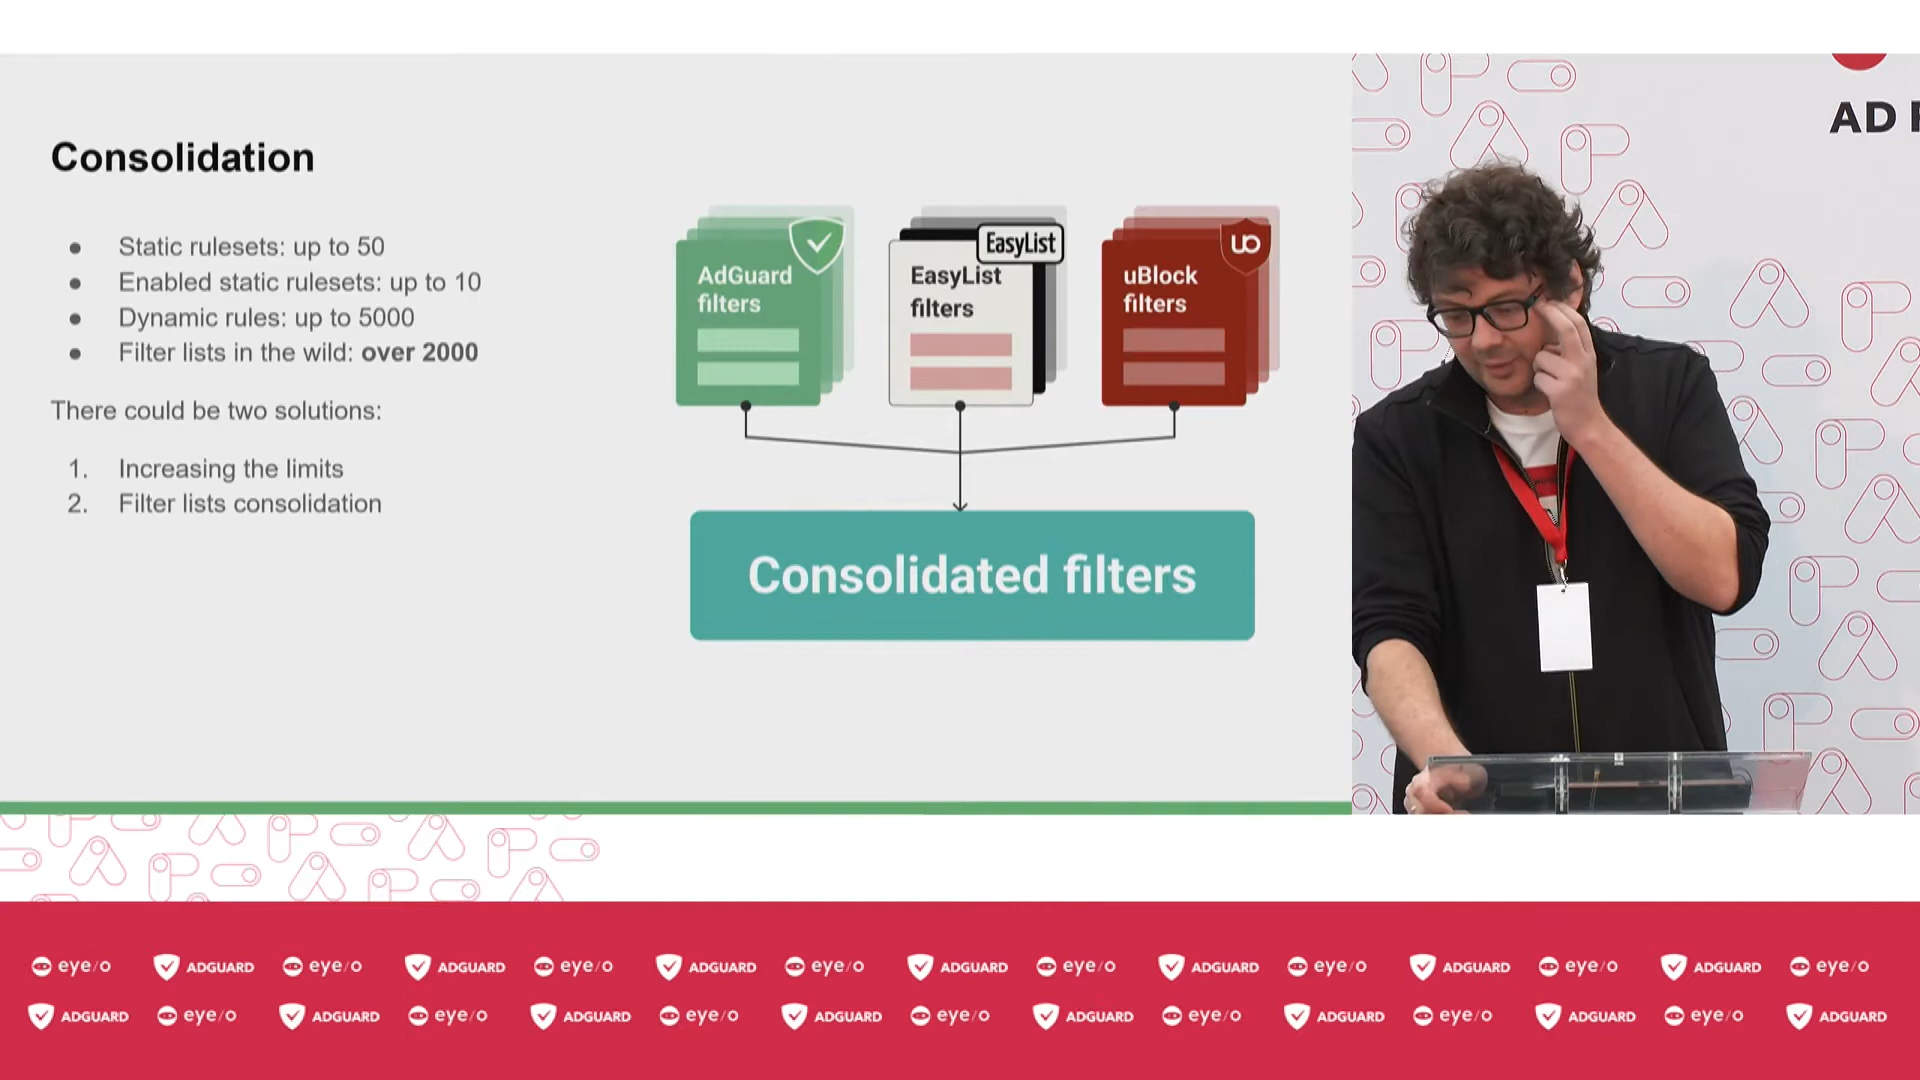 Consolidation
● Static rulesets: up to 50
● Enabled static rulesets: up to 10
● Dynamic rules: up to 5000
● Filter lists in the wild: over 2000
There could be two solutions:
1. Increasing the limits
2. Filter lists consolidation
AdGuard
filters
EasyList
EasyList
filters
uBlock
filters
uo
Consolidated filters
AD
eye/o ADGUARD eye/o ADGUARD eye/o ADGUARD eye/o ADGUARD eye/o ADGUARD eye/o ADGUARD eye/o ADGUARD eye/o
ADGUARD eye/o ADGUARD eye/o ADGUARD eye/o ADGUARD eye/o ADGUARD eye/o ADGUARD eye/o ADGUARD eye/o ADGUARD